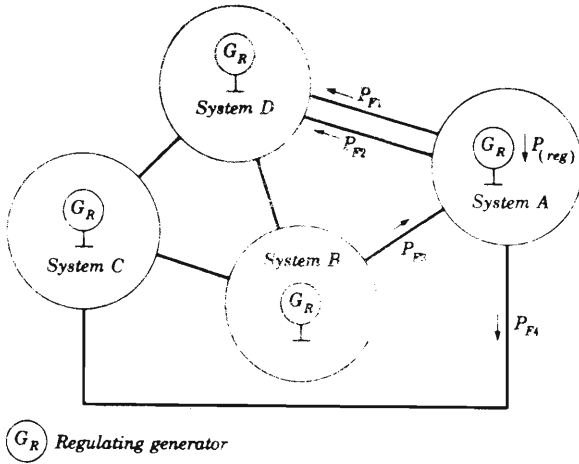 G_R
System D
P_F1
P_F2
G_R
P_(reg)
System A
G_R
System C
System B
G_R
P_F3
P_F4
G_R Regulating generator